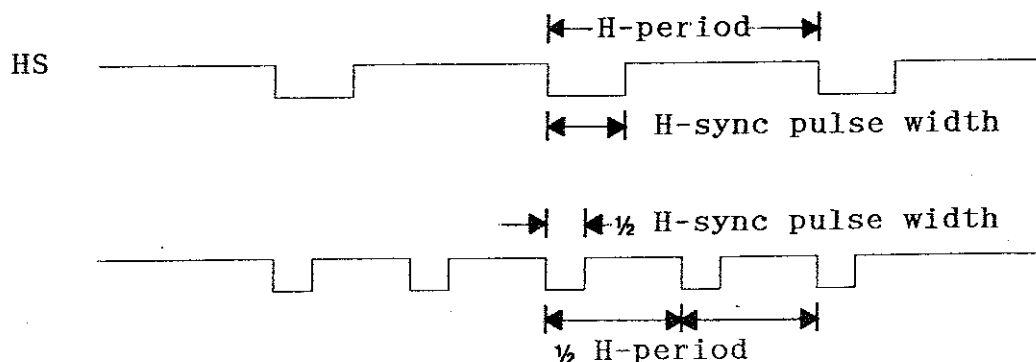 H-period
HS
H-sync pulse width
½ H-sync pulse width
½ H-period